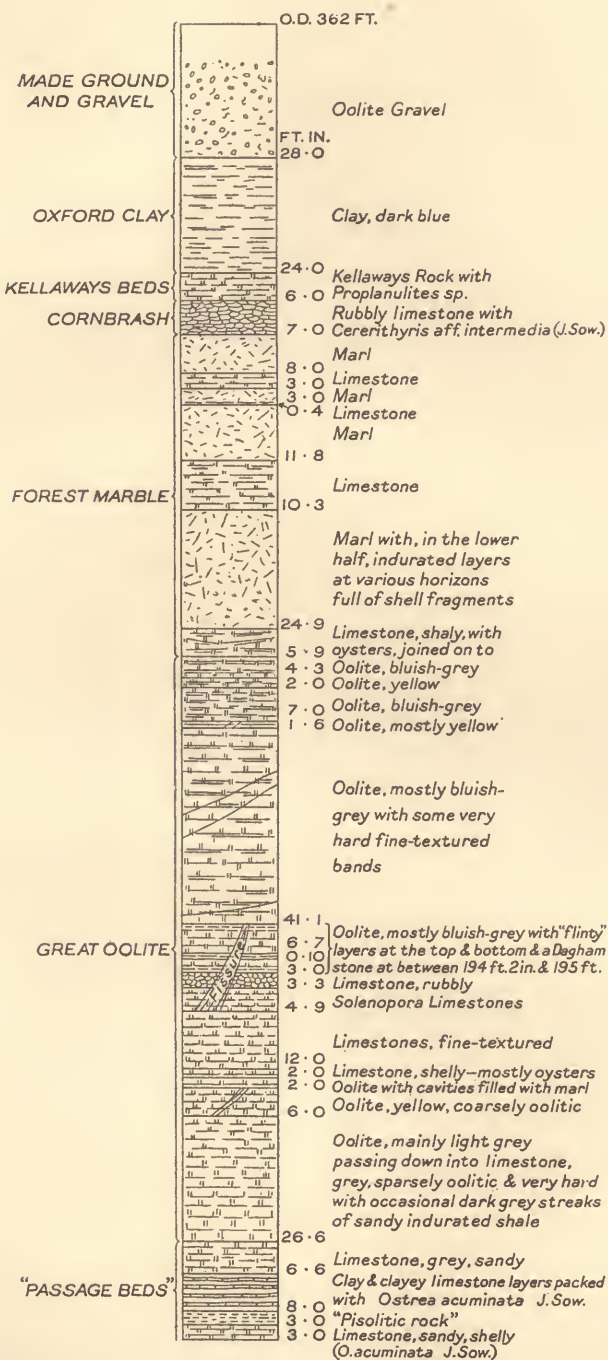 O.D. 362 FT.
MADE GROUND
AND GRAVEL
Oolite Gravel
FT. IN.
28·0
OXFORD CLAY
Clay, dark blue
24·0
KELLAWAYS BEDS
Kellaways Rock with
6·0 Proplanulites sp.
CORNBRASH
Rubbly limestone with
7·0 Cererithyris aff. intermedia (J.Sow.)
Marl
8·0
3·0 Limestone
3·0 Marl
0·4 Limestone
Marl
11·8
FOREST MARBLE
Limestone
10·3
Marl with, in the lower
half, indurated layers
at various horizons
full of shell fragments
24·9
Limestone, shaly, with
5·9 oysters, joined on to
4·3 Oolite, bluish-grey
2·0 Oolite, yellow
7·0 Oolite, bluish-grey
1·6 Oolite, mostly yellow
Oolite, mostly bluish-
grey with some very
hard fine-textured
bands
41·1
GREAT OOLITE
Oolite, mostly bluish-grey with "flinty"
6·7 layers at the top & bottom & a Dagham
0·10
3·0 stone at between 194 ft. 2 in. & 195 ft.
Fissure
3·3 Limestone, rubbly
4·9 Solenopora Limestones
Limestones, fine-textured
12·0
2·0 Limestone, shelly—mostly oysters
2·0 Oolite with cavities filled with marl
6·0 Oolite, yellow, coarsely oolitic
Oolite, mainly light grey
passing down into limestone,
grey, sparsely oolitic & very hard
with occasional dark grey streaks
of sandy indurated shale
26·6
"PASSAGE BEDS"
Limestone, grey, sandy
6·6
Clay & clayey limestone layers packed
8·0 with Ostrea acuminata J.Sow.
3·0 "Pisolitic rock"
3·0 Limestone, sandy, shelly
(O.acuminata J.Sow.)